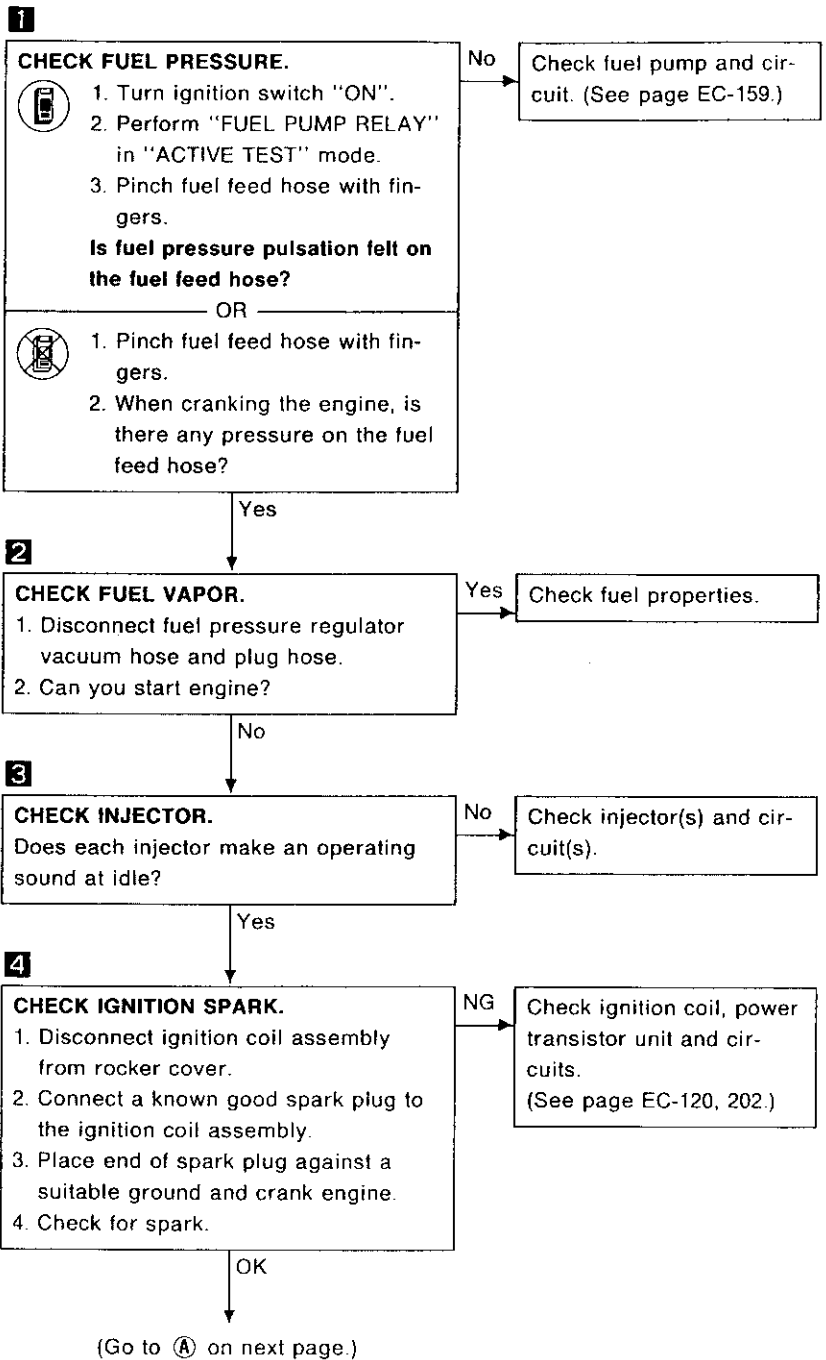 1
CHECK FUEL PRESSURE.
1. Turn ignition switch "ON".
2. Perform "FUEL PUMP RELAY"
in "ACTIVE TEST" mode.
3. Pinch fuel feed hose with fin-
gers.
Is fuel pressure pulsation felt on
the fuel feed hose?
No
Check fuel pump and cir-
cuit. (See page EC-159.)
OR
1. Pinch fuel feed hose with fin-
gers.
2. When cranking the engine, is
there any pressure on the fuel
feed hose?
Yes
2
CHECK FUEL VAPOR.
1. Disconnect fuel pressure regulator
vacuum hose and plug hose.
2. Can you start engine?
Yes
Check fuel properties.
No
3
CHECK INJECTOR.
Does each injector make an operating
sound at idle?
No
Check injector(s) and cir-
cuit(s).
Yes
4
CHECK IGNITION SPARK.
1. Disconnect ignition coil assembly
from rocker cover.
2. Connect a known good spark plug to
the ignition coil assembly.
3. Place end of spark plug against a
suitable ground and crank engine.
4. Check for spark.
NG
Check ignition coil, power
transistor unit and cir-
cuits.
(See page EC-120, 202.)
OK
(Go to Ⓐ on next page.)